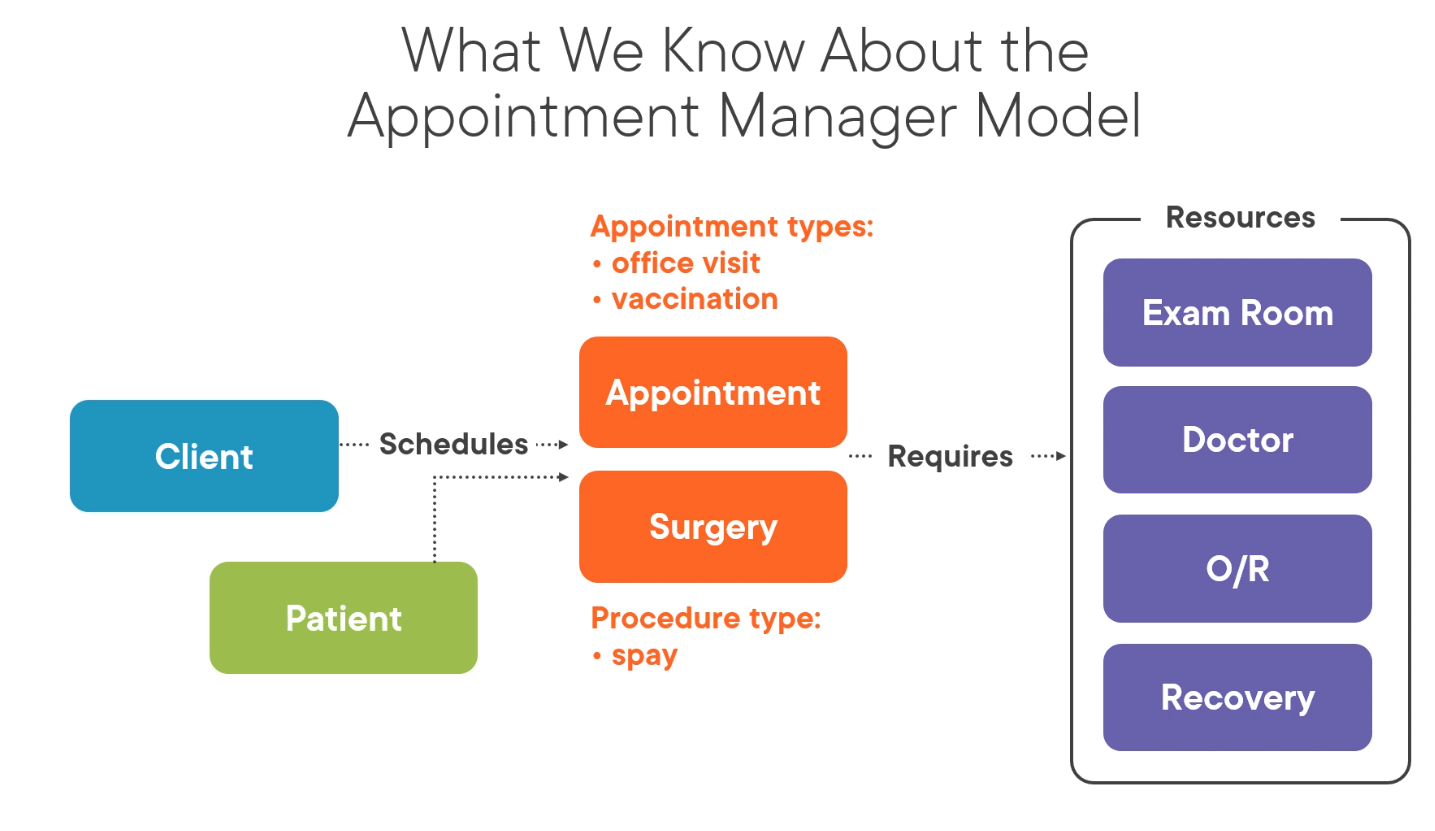 What We Know About the
Appointment Manager Model
Appointment types:
• office visit
• vaccination
Resources
Exam Room
Appointment
Client
Schedules
Doctor
Requires
Surgery
O/R
Patient
Procedure type:
• spay
Recovery